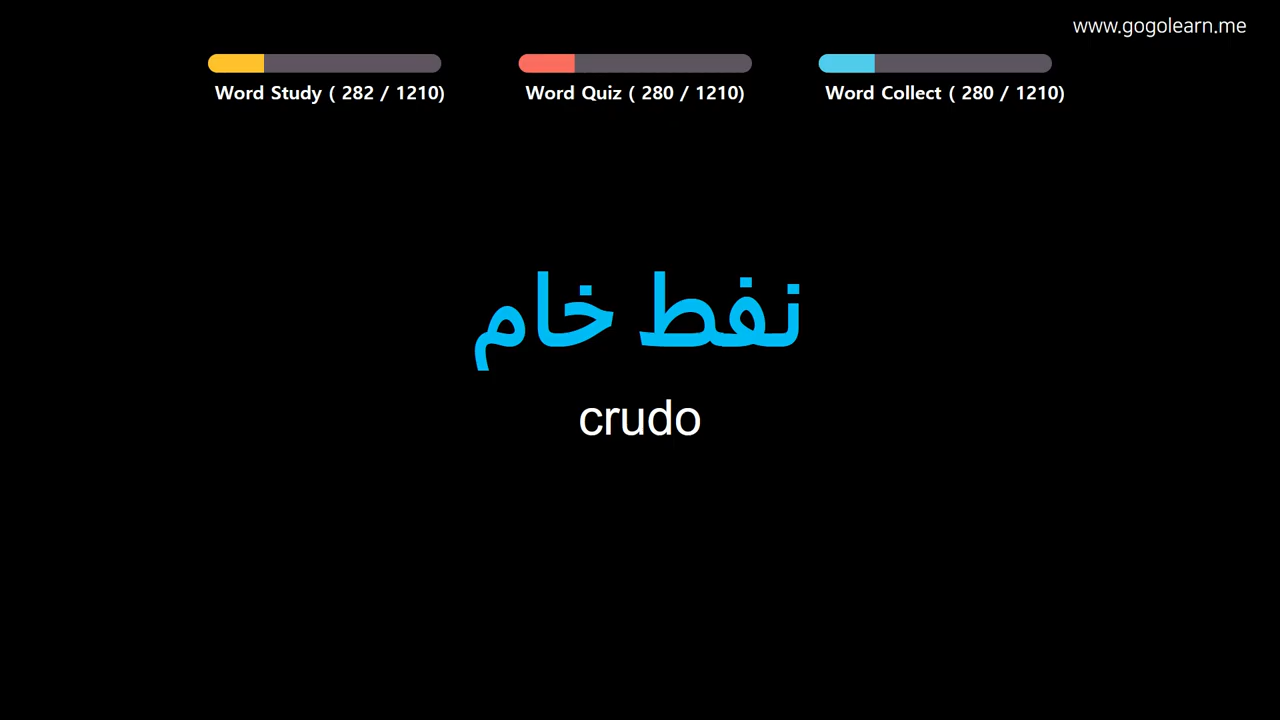 www.gogolearn.me
Word Study ( 282 / 1210)
Word Quiz ( 280 / 1210)
Word Collect ( 280 / 1210)
نفط خام
crudo